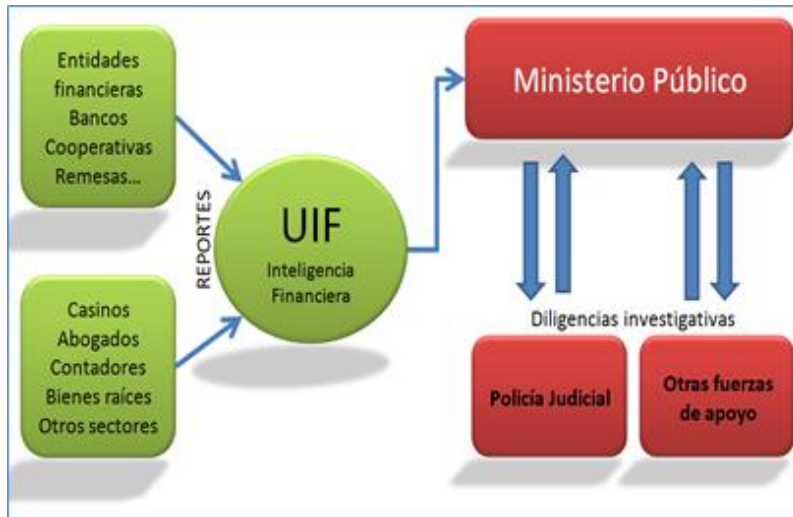 Entidades
financieras
Bancos
Cooperativas
Remesas...
Casinos
Abogados
Contadores
Bienes raíces
Otros sectores
REPORTES
UIF
Inteligencia
Financiera
Ministerio Público
Diligencias investigativas
Policía Judicial
Otras fuerzas
de apoyo